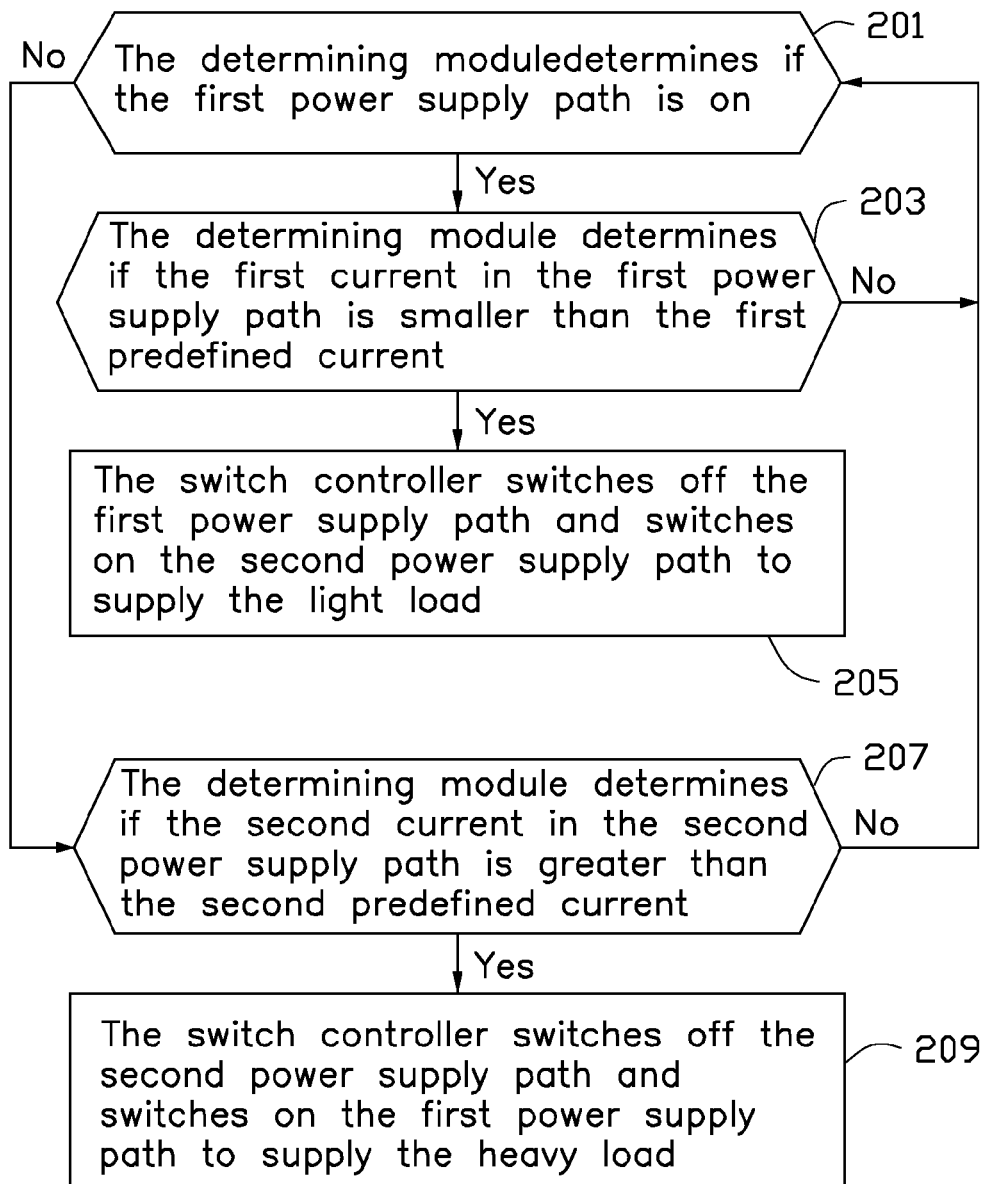 201
No
The determining moduledetermines if
the first power supply path is on
Yes
203
The determining module determines
if the first current in the first power
supply path is smaller than the first
predefined current
No
Yes
The switch controller switches off the
first power supply path and switches
on the second power supply path to
supply the light load
205
207
The determining module determines
if the second current in the second
power supply path is greater than
the second predefined current
No
Yes
The switch controller switches off the
second power supply path and
switches on the first power supply
path to supply the heavy load
209